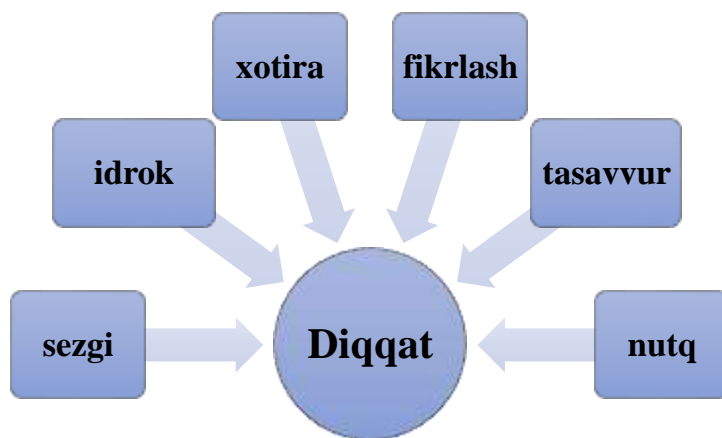 xotira
fikrlash
idrok
tasavvur
sezgi
Diqqat
nutq